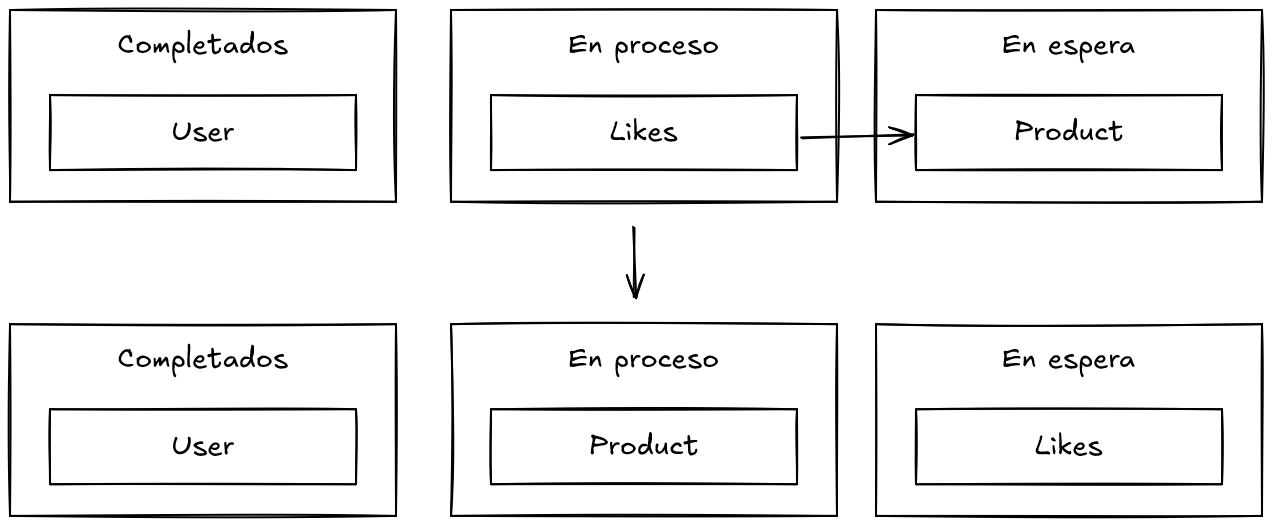 Completados
En proceso
En espera
User
Likes
Product
Completados
En proceso
En espera
User
Product
Likes